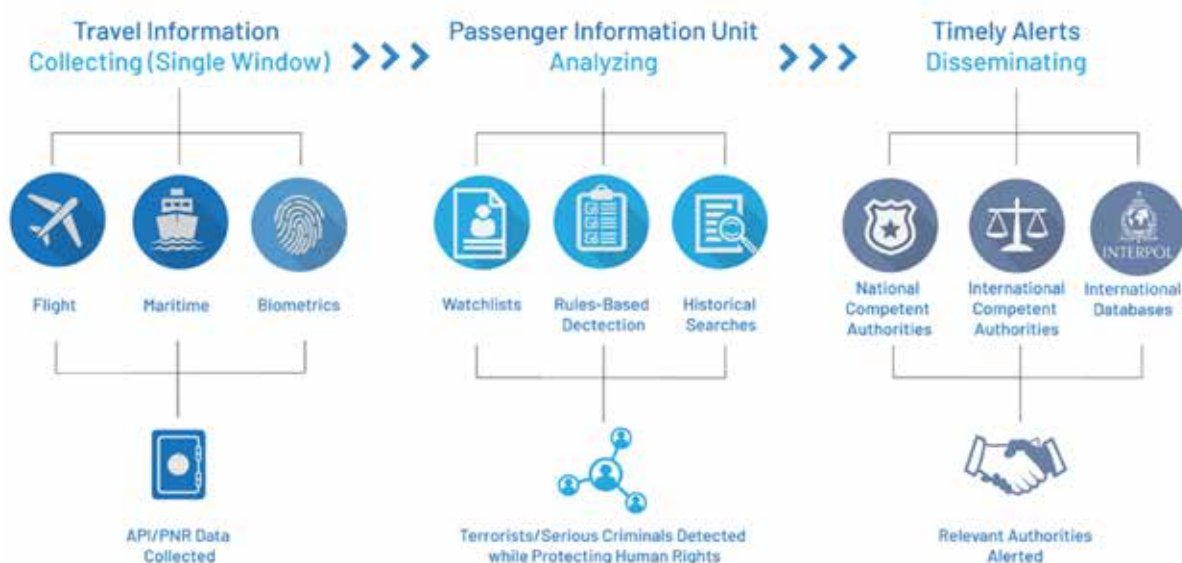 Travel Information
Collecting (Single Window)
Passenger Information Unit
Analyzing
Timely Alerts
Disseminating
Flight
Maritime
Biometrics
Watchlists
Rules-Based
Dectection
Historical
Searches
National
Competent
Authorities
International
Competent
Authorities
INTERPOL
International
Databases
API/PNR Data
Collected
Terrorists/Serious Criminals Detected
while Protecting Human Rights
Relevant Authorities
Alerted